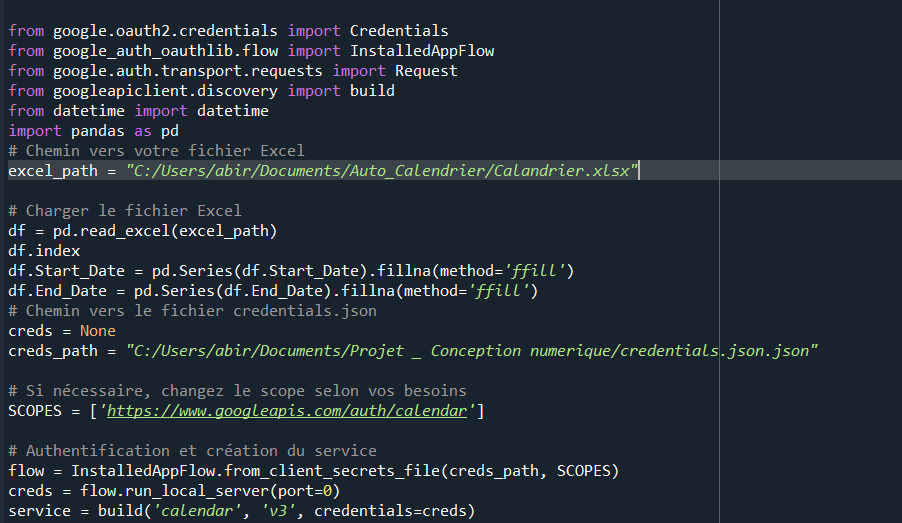 from google.oauth2.credentials import Credentials
from google_auth_oauthlib.flow import InstalledAppFlow
from google.auth.transport.requests import Request
from googleapiclient.discovery import build
from datetime import datetime
import pandas as pd
# Chemin vers votre fichier Excel
excel_path = "C:/Users/abir/Documents/Auto_Calendrier/Calandrier.xlsx"
# Charger le fichier Excel
df = pd.read_excel(excel_path)
df.index
df.Start_Date = pd.Series(df.Start_Date).fillna(method='ffill')
df.End_Date = pd.Series(df.End_Date).fillna(method='ffill')
# Chemin vers le fichier credentials.json
creds = None
creds_path = "C:/Users/abir/Documents/Projet _ Conception numerique/credentials.json.json"
# Si nécessaire, changez le scope selon vos besoins
SCOPES = ['https://www.googleapis.com/auth/calendar']
# Authentification et création du service
flow = InstalledAppFlow.from_client_secrets_file(creds_path, SCOPES)
creds = flow.run_local_server(port=0)
service = build('calendar', 'v3', credentials=creds)